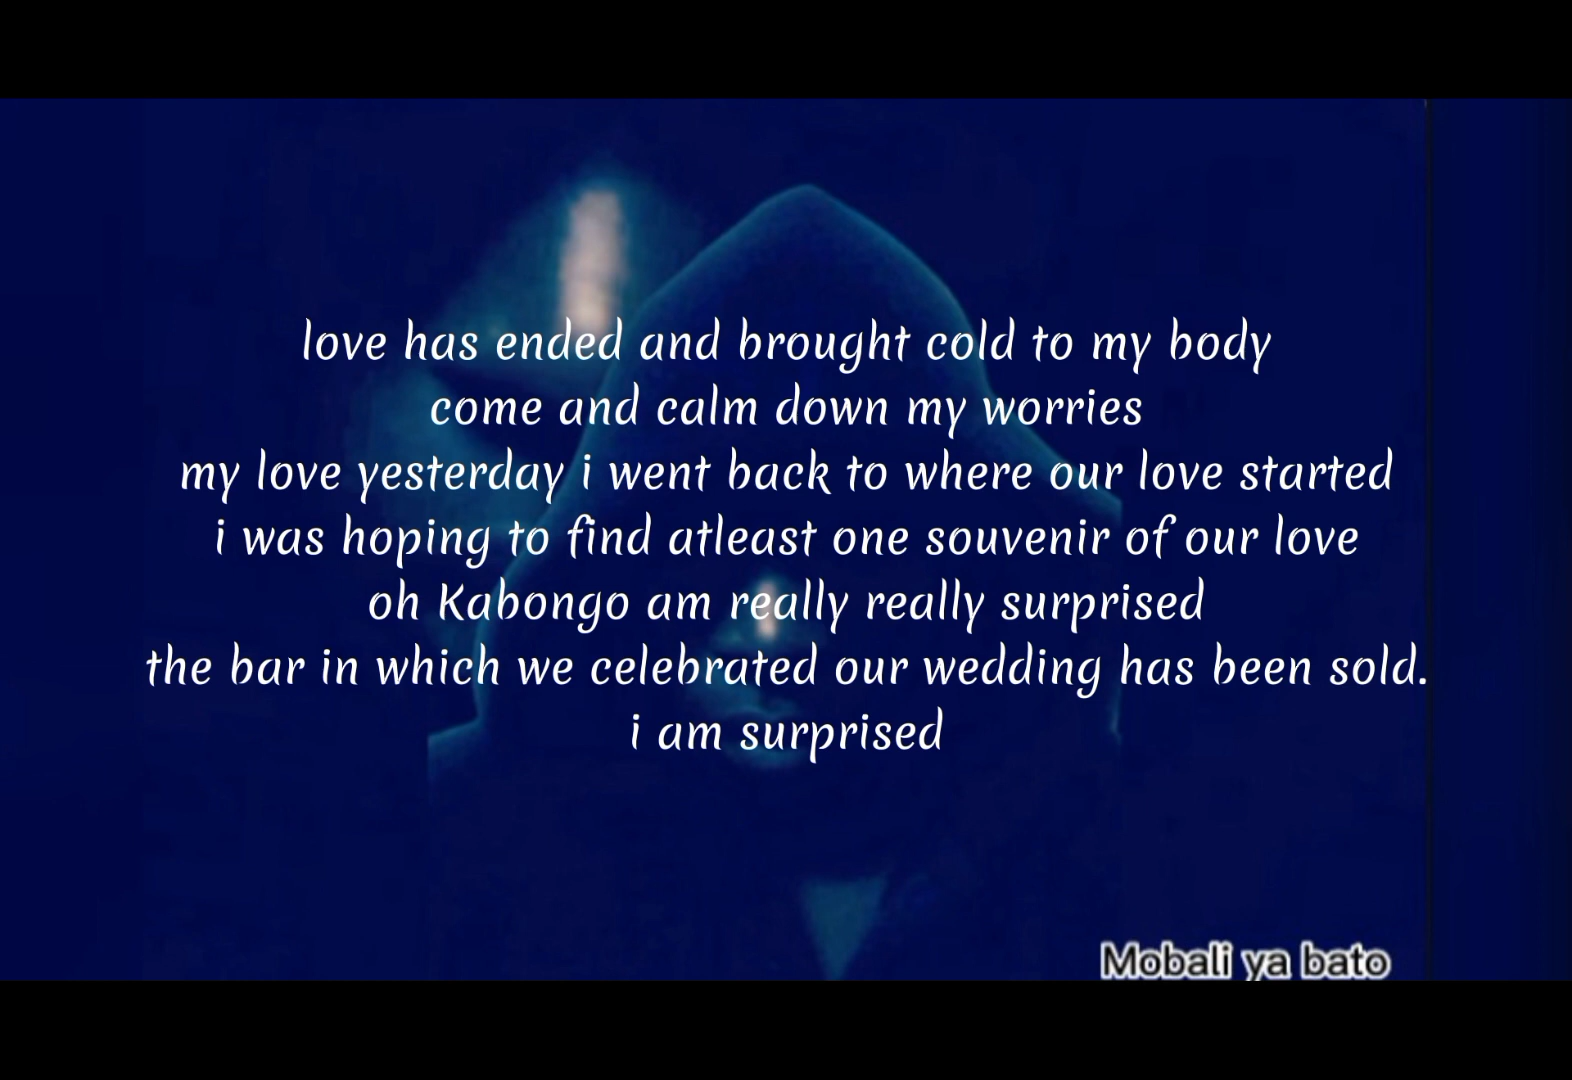 love has ended and brought cold to my body
come and calm down my worries
my love yesterday i went back to where our love started
i was hoping to find atleast one souvenir of our love
oh Kabongo am really really surprised
the bar in which we celebrated our wedding has been sold.
i am surprised
Mobali ya bato